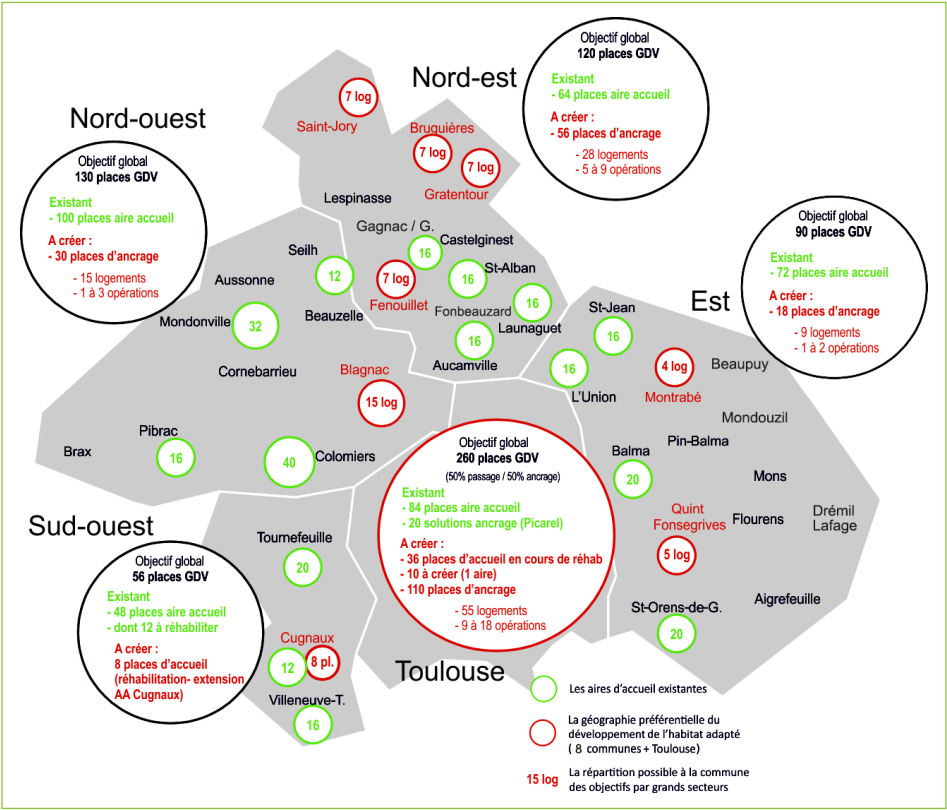 Nord-est
Objectif global
120 places GDV
Existant
- 64 places aire accueil
A créer :
- 56 places d'ancrage
- 28 logements
- 5 à 9 opérations
Nord-ouest
Objectif global
130 places GDV
Existant
- 100 places aire accueil
A créer :
- 30 places d'ancrage
- 15 logements
- 1 à 3 opérations
7 log
Saint-Jory
Bruguières
7 log
7 log
Gratentour
Lespinasse
Gagnac / G.
Castelginest
16
Seilh
12
St-Alban
16
7 log
Fenouillet
Fonbeauzard
16
Launaguet
16
Aucamville
Aussonne
Mondonville
32
Beauzelle
Cornebarrieu
Blagnac
15 log
Pibrac
16
Brax
40
Colomiers
Est
Objectif global
90 places GDV
Existant
- 72 places aire accueil
A créer :
- 18 places d'ancrage
- 9 logements
- 1 à 2 opérations
St-Jean
16
16
L'Union
4 log
Montrabé
Beaupuy
Mondouzil
Pin-Balma
Balma
20
Mons
Quint
Fonsegrives
5 log
Flourens
Drémil
Lafage
Aigrefeuille
St-Orens-de-G.
20
Objectif global
260 places GDV
(50% passage / 50% ancrage)
Existant
- 84 places aire accueil
- 20 solutions ancrage (Picarel)
A créer :
- 36 places d'accueil en cours de réhab
- 10 à créer (1 aire)
- 110 places d'ancrage
- 55 logements
- 9 à 18 opérations
Toulouse
Sud-ouest
Objectif global
56 places GDV
Existant
- 48 places aire accueil
- dont 12 à réhabiliter
A créer :
8 places d'accueil
(réhabilitation- extension
AA Cugnaux)
Tournefeuille
20
Cugnaux
12
8 pl.
Villeneuve-T.
16
Les aires d'accueil existantes
La géographie préférentielle du
développement de l'habitat adapté
( 8 communes + Toulouse)
15 log
La répartition possible à la commune
des objectifs par grands secteurs